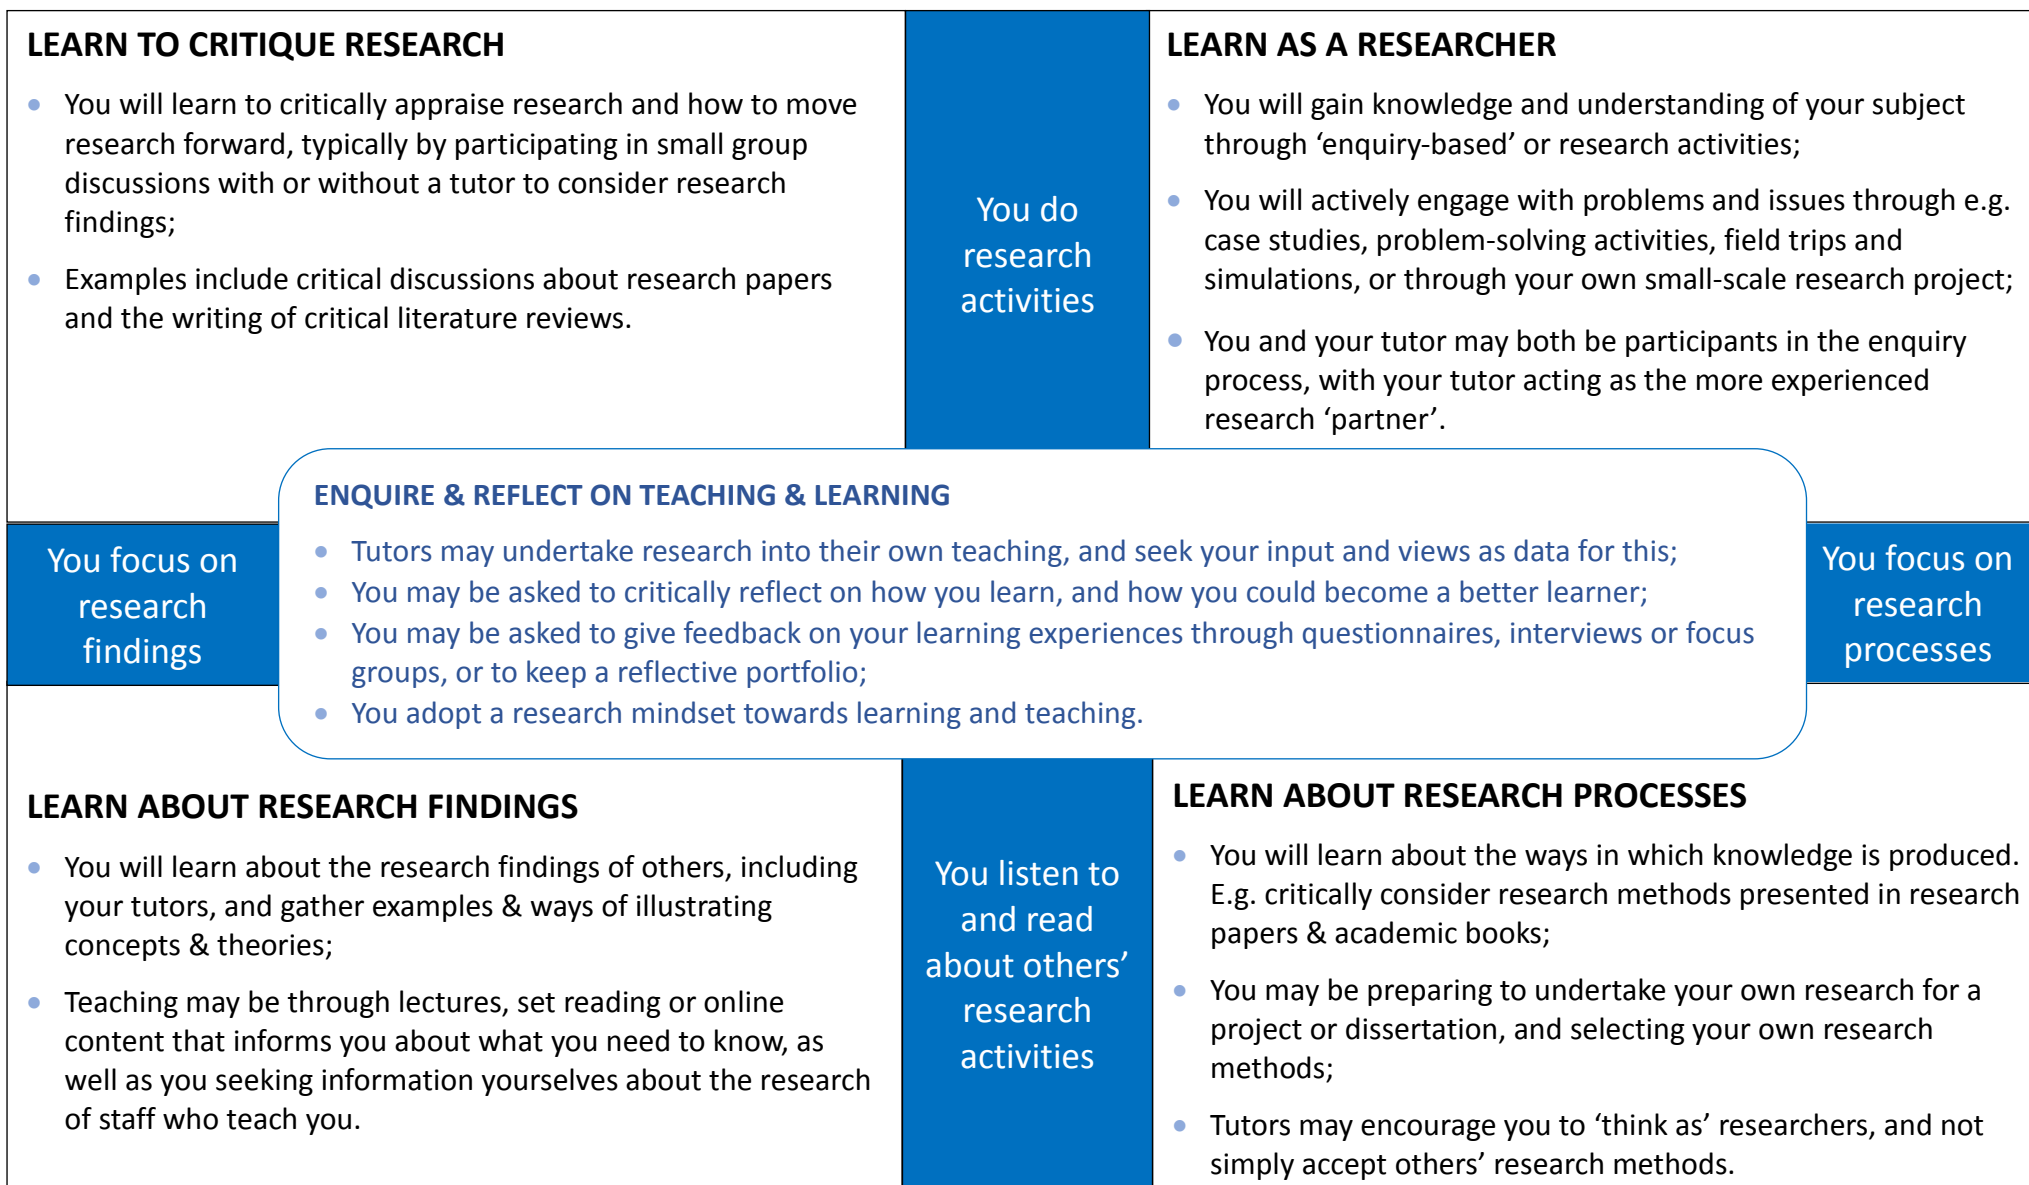 LEARN TO CRITIQUE RESEARCH
• You will learn to critically appraise research and how to move
research forward, typically by participating in small group
discussions with or without a tutor to consider research
findings;
• Examples include critical discussions about research papers
and the writing of critical literature reviews.
You do
research
activities
LEARN AS A RESEARCHER
• You will gain knowledge and understanding of your subject
through ‘enquiry-based’ or research activities;
• You will actively engage with problems and issues through e.g.
case studies, problem-solving activities, field trips and
simulations, or through your own small-scale research project;
• You and your tutor may both be participants in the enquiry
process, with your tutor acting as the more experienced
research ‘partner’.
You focus on
research
findings
ENQUIRE & REFLECT ON TEACHING & LEARNING
• Tutors may undertake research into their own teaching, and seek your input and views as data for this;
• You may be asked to critically reflect on how you learn, and how you could become a better learner;
• You may be asked to give feedback on your learning experiences through questionnaires, interviews or focus
groups, or to keep a reflective portfolio;
• You adopt a research mindset towards learning and teaching.
You focus on
research
processes
LEARN ABOUT RESEARCH FINDINGS
• You will learn about the research findings of others, including
your tutors, and gather examples & ways of illustrating
concepts & theories;
• Teaching may be through lectures, set reading or online
content that informs you about what you need to know, as
well as you seeking information yourselves about the research
of staff who teach you.
You listen to
and read
about others’
research
activities
LEARN ABOUT RESEARCH PROCESSES
• You will learn about the ways in which knowledge is produced.
E.g. critically consider research methods presented in research
papers & academic books;
• You may be preparing to undertake your own research for a
project or dissertation, and selecting your own research
methods;
• Tutors may encourage you to ‘think as’ researchers, and not
simply accept others’ research methods.